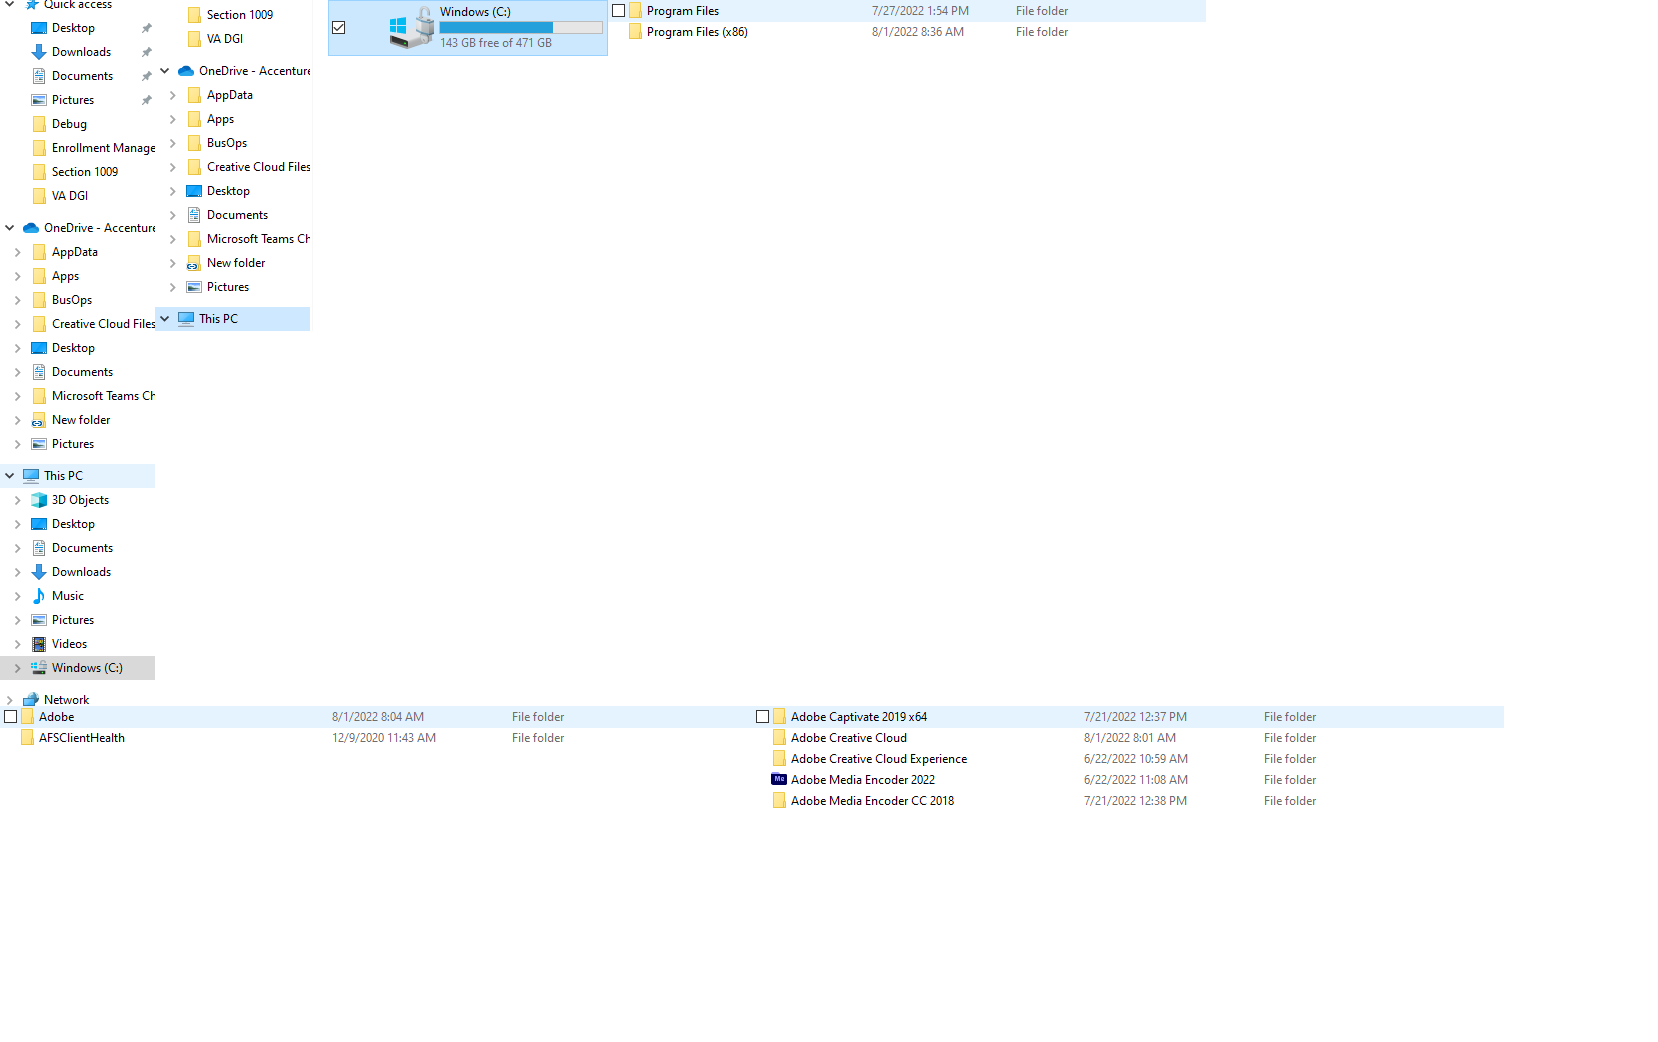 Quick access
Desktop
Downloads
Documents
Pictures
Debug
Enrollment Manage
Section 1009
VA DGI
OneDrive - Accenture
AppData
Apps
BusOps
Creative Cloud Files
Desktop
Documents
Microsoft Teams Ch
New folder
Pictures
This PC
3D Objects
Desktop
Documents
Downloads
Music
Pictures
Videos
Windows (C:)
Network
Section 1009
VA DGI
OneDrive - Accenture
AppData
Apps
BusOps
Creative Cloud Files
Desktop
Documents
Microsoft Teams Ch
New folder
Pictures
This PC
Windows (C:)
143 GB free of 471 GB
Program Files 7/27/2022 1:54 PM File folder
Program Files (x86) 8/1/2022 8:36 AM File folder
Adobe 8/1/2022 8:04 AM File folder
AFSClientHealth 12/9/2020 11:43 AM File folder
Adobe Captivate 2019 x64 7/21/2022 12:37 PM File folder
Adobe Creative Cloud 8/1/2022 8:01 AM File folder
Adobe Creative Cloud Experience 6/22/2022 10:59 AM File folder
Me Adobe Media Encoder 2022 6/22/2022 11:08 AM File folder
Adobe Media Encoder CC 2018 7/21/2022 12:38 PM File folder